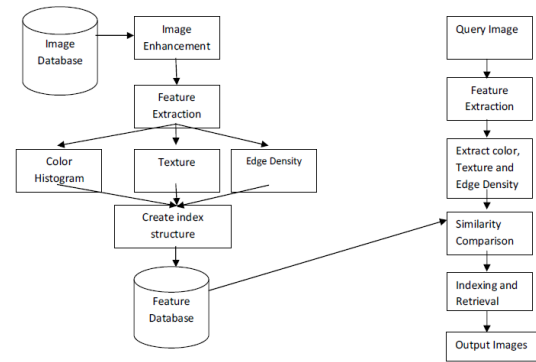 Image
Database
Image
Enhancement
Feature
Extraction
Color
Histogram
Texture
Edge Density
Create index
structure
Feature
Database
Query Image
Feature
Extraction
Extract color,
Texture and
Edge Density
Similarity
Comparison
Indexing and
Retrieval
Output Images